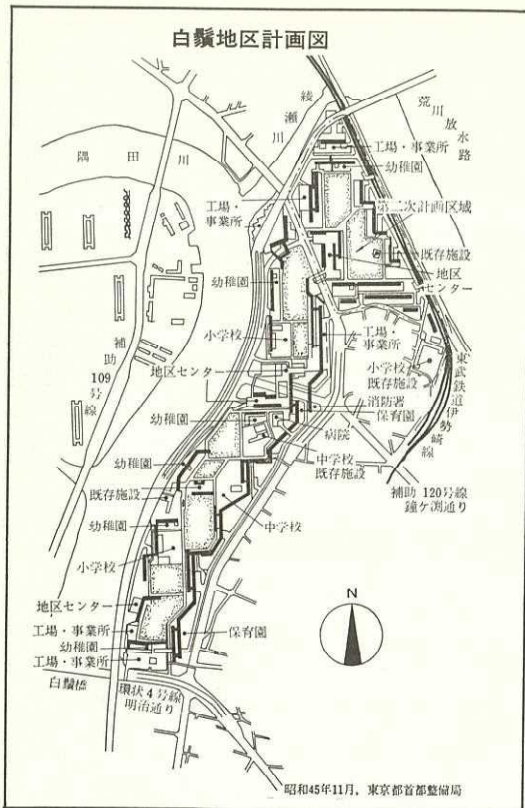 白鬚地区計画図
綾瀬川
荒川放水路
隅田川
工場・事業所
幼稚園
工場・
事業所
第二次計画区域
既存施設
地区
センター
幼稚園
小学校
工場・
事業所
補助
109
号線
地区センター
小学校
既存施設
東武鉄道伊勢崎線
消防署
保育園
幼稚園
病院
中学校
既存施設
幼稚園
既存施設
補助 120号線
鐘ケ渕通り
幼稚園
中学校
小学校
地区センター
工場・事業所
保育園
幼稚園
工場・事業所
白鬚橋
環状4号線
明治通り
N
昭和45年11月，東京都首都整備局